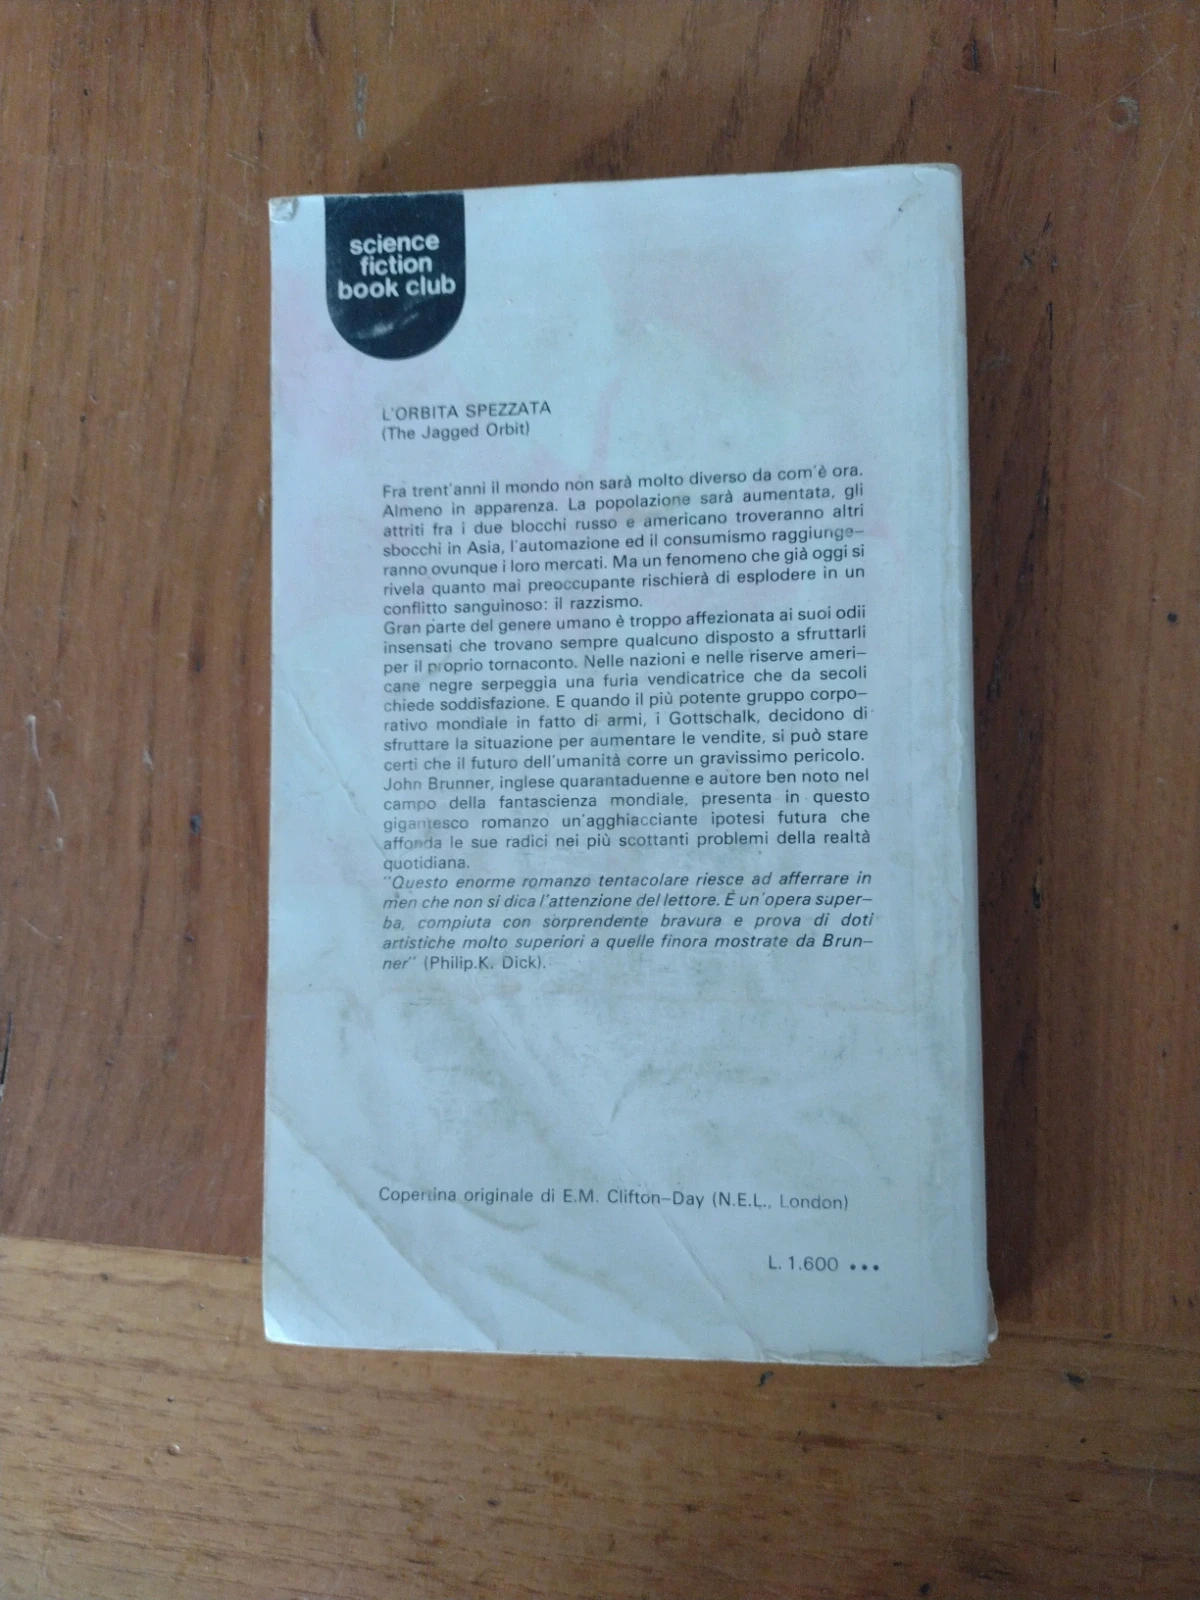 science
fiction
book club
L'ORBITA SPEZZATA
(The Jagged Orbit)
Fra trent'anni il mondo non sarà molto diverso da com'è ora.
Almeno in apparenza. La popolazione sarà aumentata, gli
attriti fra i due blocchi russo e americano troveranno altri
sbocchi in Asia, l'automazione ed il consumismo raggiunge-
ranno ovunque i loro mercati. Ma un fenomeno che già oggi si
rivela quanto mai preoccupante rischierà di esplodere in un
conflitto sanguinoso: il razzismo.
Gran parte del genere umano è troppo affezionata ai suoi odii
insensati che trovano sempre qualcuno disposto a sfruttarli
per il proprio tornaconto. Nelle nazioni e nelle riserve ameri-
cane negre serpeggia una furia vendicatrice che da secoli
chiede soddisfazione. E quando il più potente gruppo corpo-
rativo mondiale in fatto di armi, i Gottschalk, decidono di
sfruttare la situazione per aumentare le vendite, si può stare
certi che il futuro dell'umanità corre un gravissimo pericolo.
John Brunner, inglese quarantaduenne e autore ben noto nel
campo della fantascienza mondiale, presenta in questo
gigantesco romanzo un'agghiacciante ipotesi futura che
affonda le sue radici nei più scottanti problemi della realtà
quotidiana.
"Questo enorme romanzo tentacolare riesce ad afferrare in
men che non si dica l'attenzione del lettore. È un'opera super-
ba, compiuta con sorprendente bravura e prova di doti
artistiche molto superiori a quelle finora mostrate da Brun-
ner" (Philip.K. Dick).
Copertina originale di E.M. Clifton-Day (N.E.L., London)
L. 1.600 •••